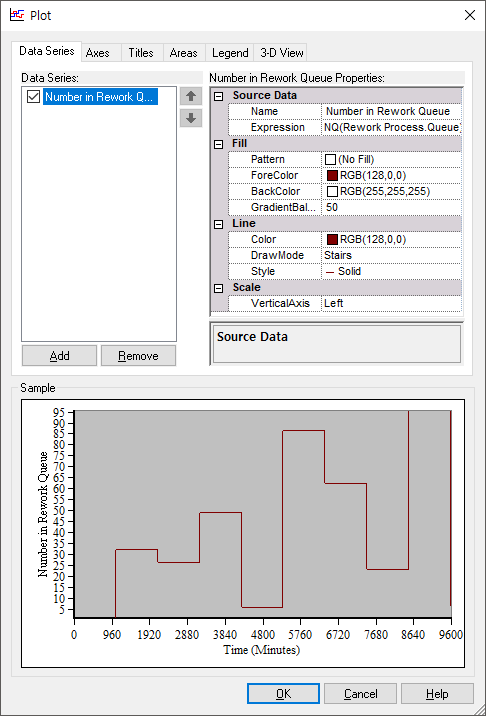 Plot
Data Series
Axes
Titles
Areas
Legend
3-D View
Data Series:
Number in Rework Q...
Add
Remove
Number in Rework Queue Properties:
Source Data
Name Number in Rework Queue
Expression NQ(Rework Process.Queue)
Fill
Pattern (No Fill)
ForeColor RGB(128,0,0)
BackColor RGB(255,255,255)
GradientBal... 50
Line
Color RGB(128,0,0)
DrawMode Stairs
Style Solid
Scale
VerticalAxis Left
Source Data
Sample
Number in Rework Queue
95
90
85
80
75
70
65
60
55
50
45
40
35
30
25
20
15
10
5
0 960 1920 2880 3840 4800 5760 6720 7680 8640 9600
Time (Minutes)
OK
Cancel
Help